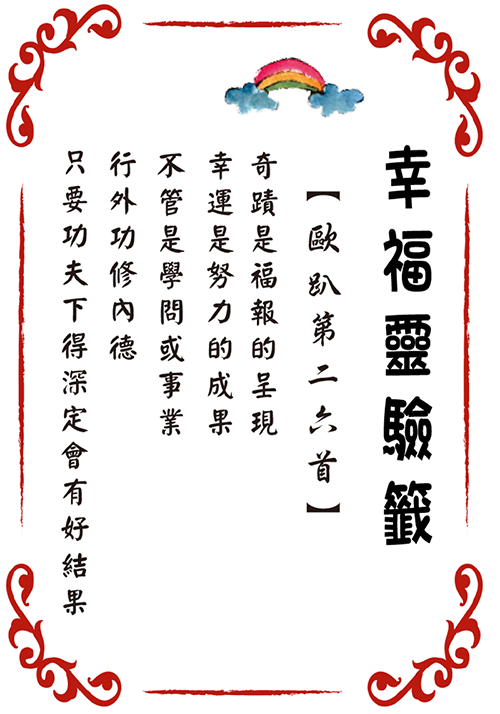 幸福靈驗籤
【歐趴第二六首】
奇蹟是福報的呈現
幸運是努力的成果
不管是學問或事業
行外功修內德
只要功夫下得深定會有好結果